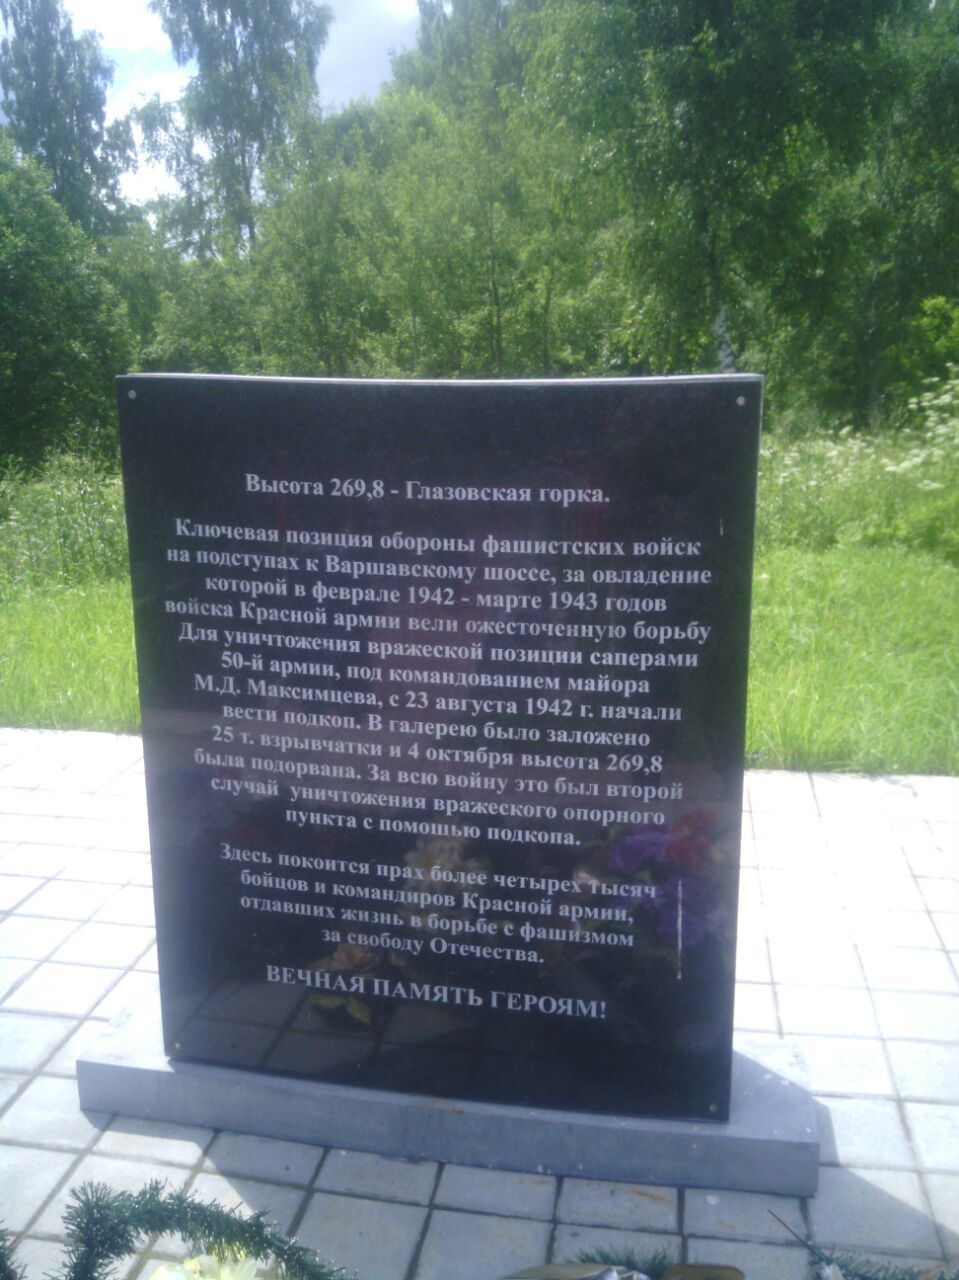 Высота 269,8 - Глазовская горка.
Ключевая позиция обороны фашистских войск
на подступах к Варшавскому шоссе, за овладение
которой в феврале 1942 - марте 1943 годов
войска Красной армии вели ожесточенную борьбу
Для уничтожения вражеской позиции саперами
50-й армии, под командованием майора
М.Д. Максимцева, с 23 августа 1942 г. начали
вести подкоп. В галерею было заложено
25 т. взрывчатки и 4 октября высота 269,8
была подорвана. За всю войну это был второй
случай уничтожения вражеского опорного
пункта с помощью подкопа.
Здесь покоится прах более четырех тысяч
бойцов и командиров Красной армии,
отдавших жизнь в борьбе с фашизмом
за свободу Отечества.
ВЕЧНАЯ ПАМЯТЬ ГЕРОЯМ!